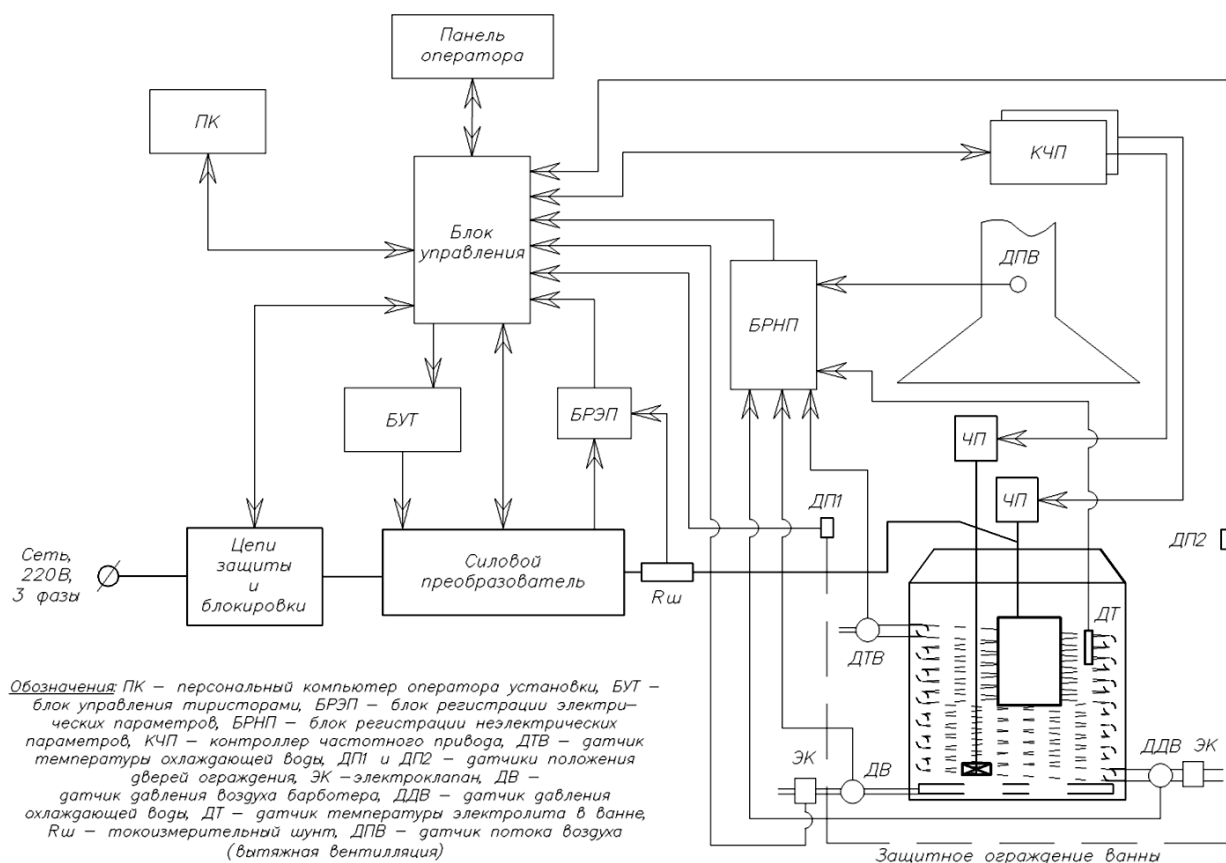 Панель
оператора
ПК
КЧП
Блок
управления
ДПВ
БРНП
БУТ
БРЭП
ЧП
ЧП
ДП1
ДП2
Сеть,
220В,
3 фазы
Цепи
защиты
и
блокировки
Силовой
преобразователь
Rш
ДТ
ДТВ
ЭК
ДВ
ДДВ
ЭК
Обозначения: ПК – персональный компьютер оператора установки, БУТ –
блок управления тиристорами, БРЭП – блок регистрации электри–
ческих параметров, БРНП – блок регистрации неэлектрических
параметров, КЧП – контроллер частотного привода, ДТВ – датчик
температуры охлаждающей воды, ДП1 и ДП2 – датчики положения
дверей ограждения, ЭК –электроклапан, ДВ –
датчик давления воздуха барботера, ДДВ – датчик давления
охлаждающей воды, ДТ – датчик температуры электролита в ванне,
Rш – токоизмерительный шунт, ДПВ – датчик потока воздуха
(вытяжная вентилляция)
Защитное ограждение ванны